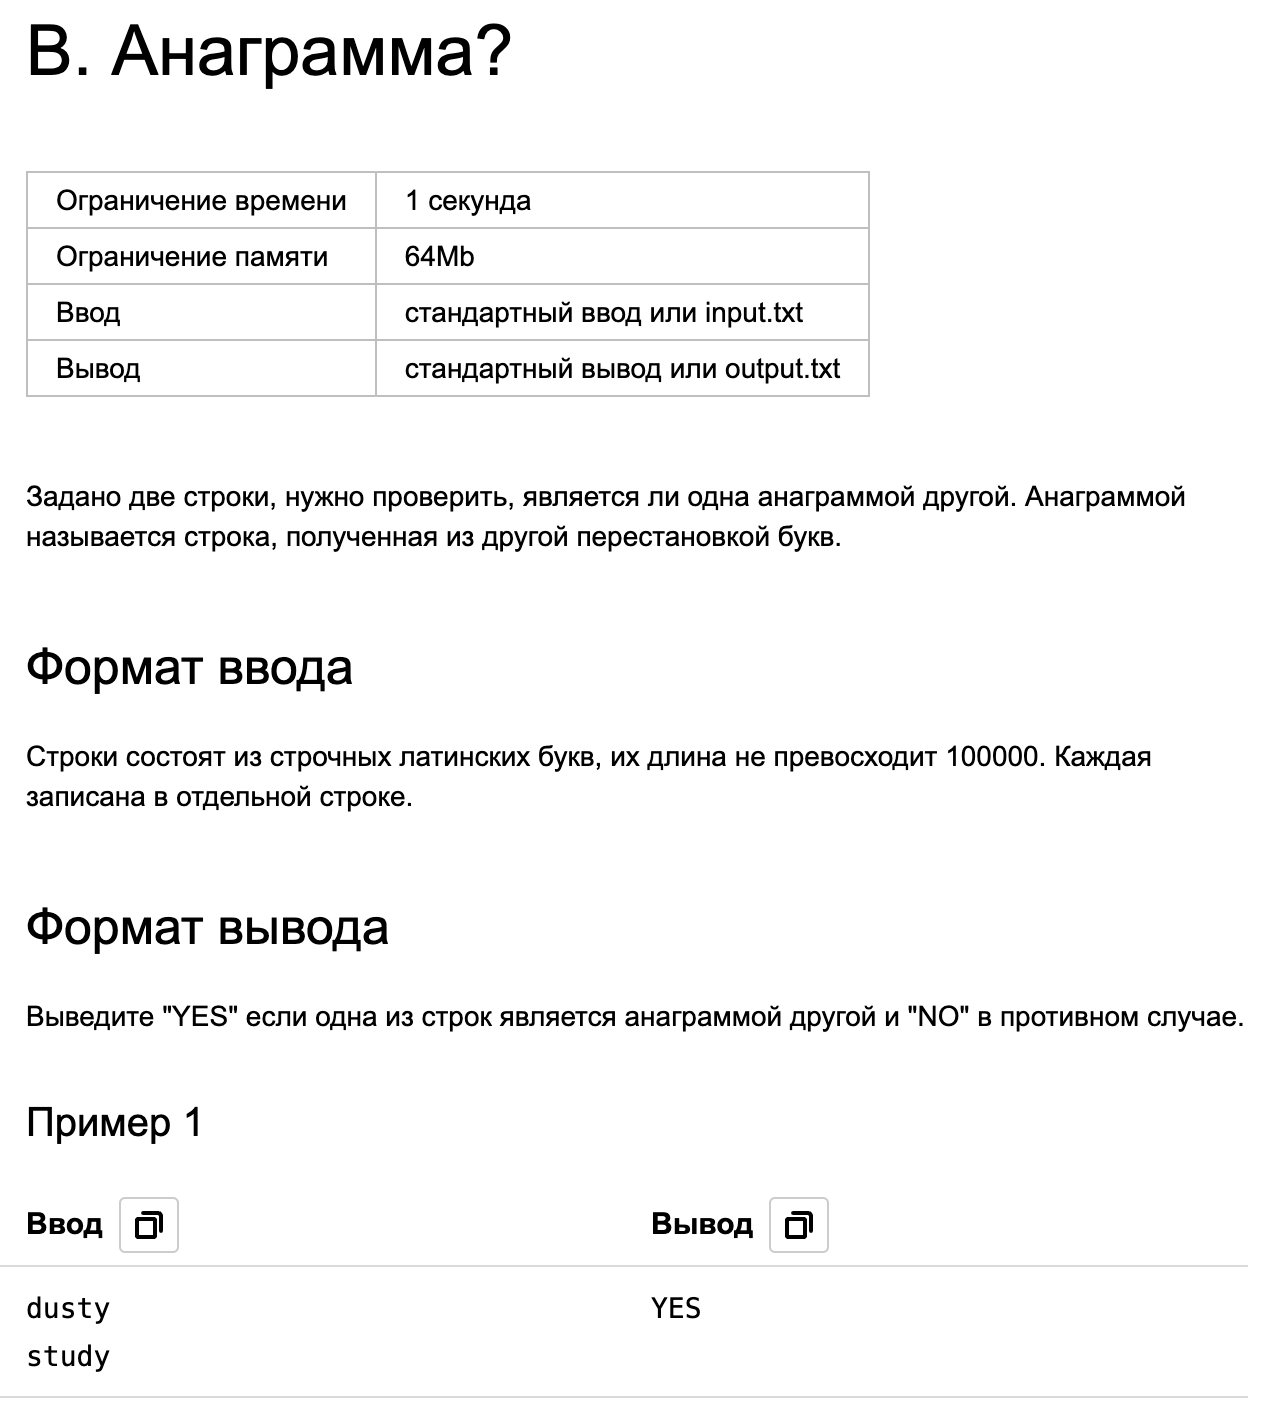 В. Анаграмма?
Ограничение времени 1 секунда
Ограничение памяти 64Mb
Ввод стандартный ввод или input.txt
Вывод стандартный вывод или output.txt
Задано две строки, нужно проверить, является ли одна анаграммой другой. Анаграммой
называется строка, полученная из другой перестановкой букв.
Формат ввода
Строки состоят из строчных латинских букв, их длина не превосходит 100000. Каждая
записана в отдельной строке.
Формат вывода
Выведите "YES" если одна из строк является анаграммой другой и "NO" в противном случае.
Пример 1
Ввод Вывод
dusty YES
study